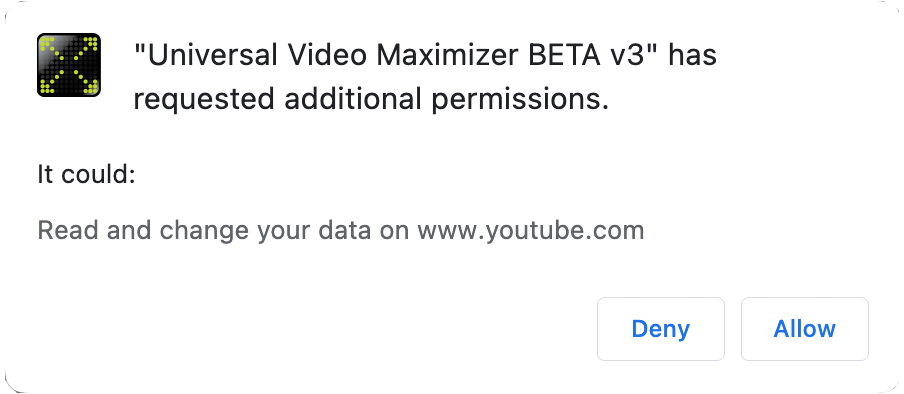 "Universal Video Maximizer BETA v3" has
requested additional permissions.
It could:
Read and change your data on www.youtube.com
Deny Allow